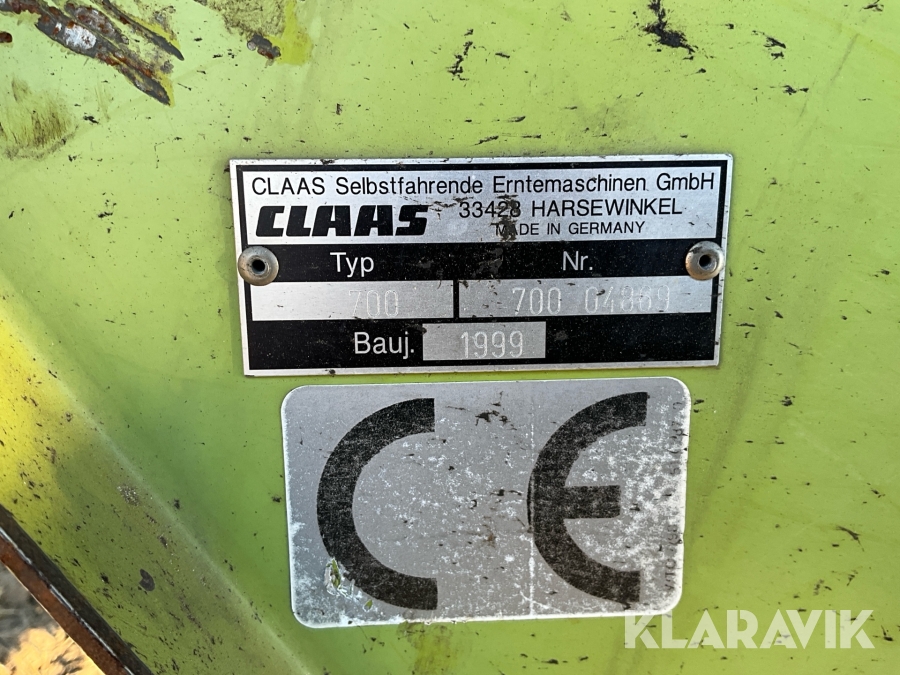 CLAAS Selbstfahrende Erntemaschinen GmbH
CLAAS 33428 HARSEWINKEL
MADE IN GERMANY
Typ Nr.
700 700 04869
Bauj. 1999
CE
KLARAVIK